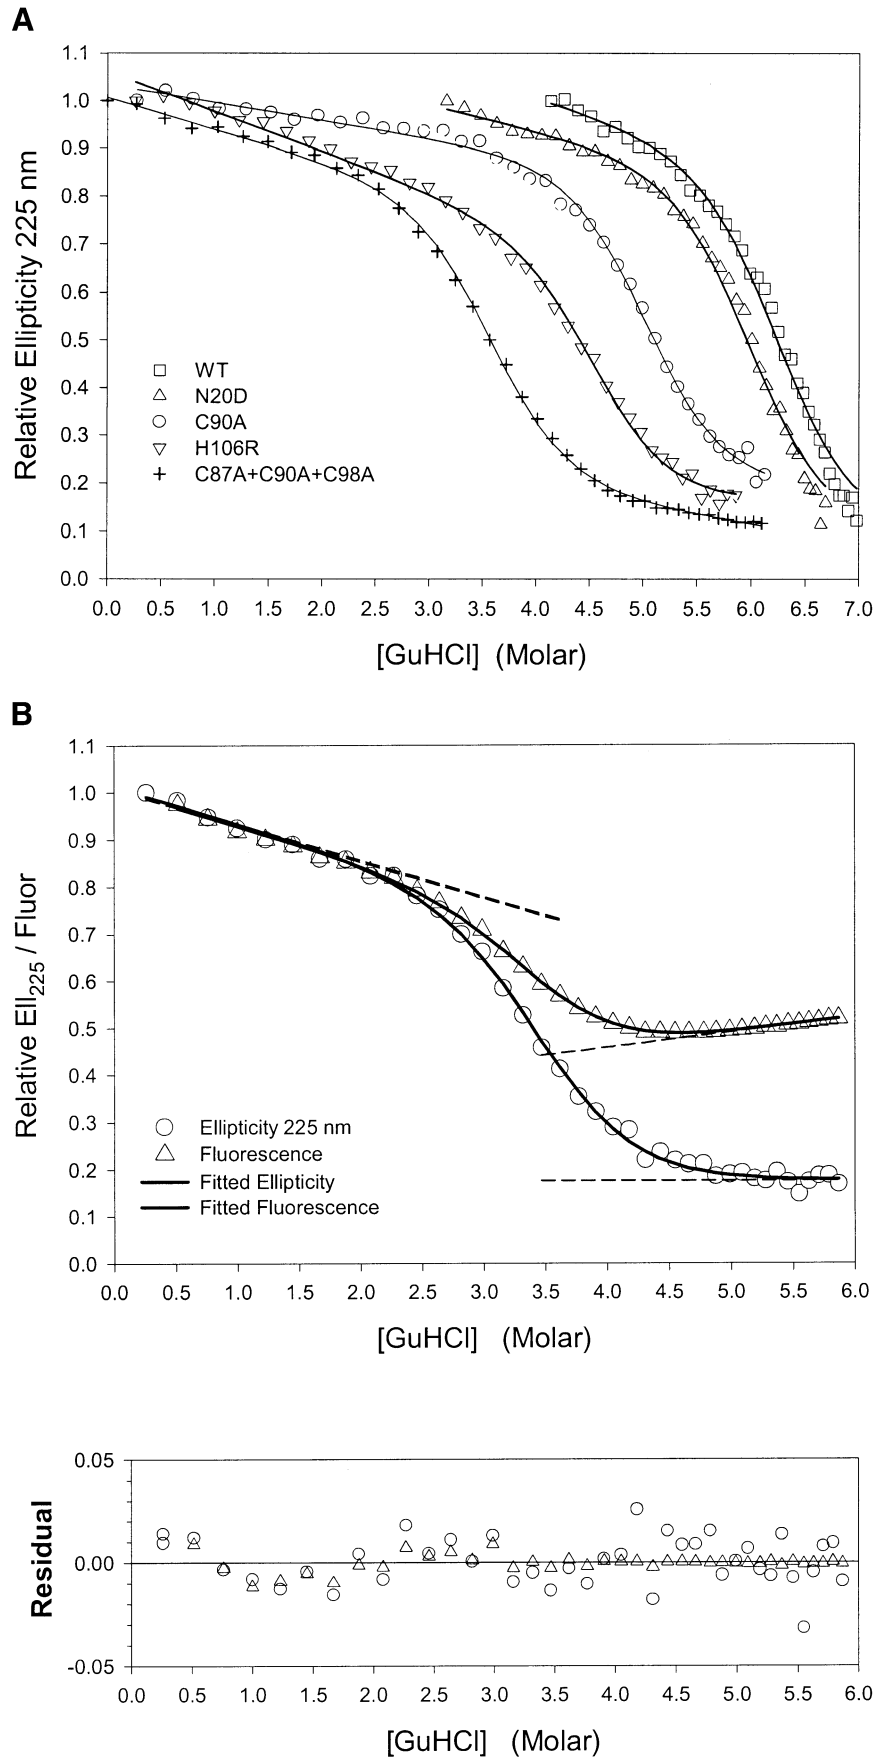 A
1.1
1.0
0.9
0.8
0.7
0.6
0.5
0.4
0.3
0.2
0.1
0.0
Relative Ellipticity 225 nm
WT
N20D
C90A
H106R
C87A+C90A+C98A
0.0 0.5 1.0 1.5 2.0 2.5 3.0 3.5 4.0 4.5 5.0 5.5 6.0 6.5 7.0
[GuHCl] (Molar)
B
1.1
1.0
0.9
0.8
0.7
0.6
0.5
0.4
0.3
0.2
0.1
0.0
Relative Ell225 / Fluor
Ellipticity 225 nm
Fluorescence
Fitted Ellipticity
Fitted Fluorescence
0.0 0.5 1.0 1.5 2.0 2.5 3.0 3.5 4.0 4.5 5.0 5.5 6.0
[GuHCl] (Molar)
0.05
0.00
-0.05
Residual
0.0 0.5 1.0 1.5 2.0 2.5 3.0 3.5 4.0 4.5 5.0 5.5 6.0
[GuHCl] (Molar)